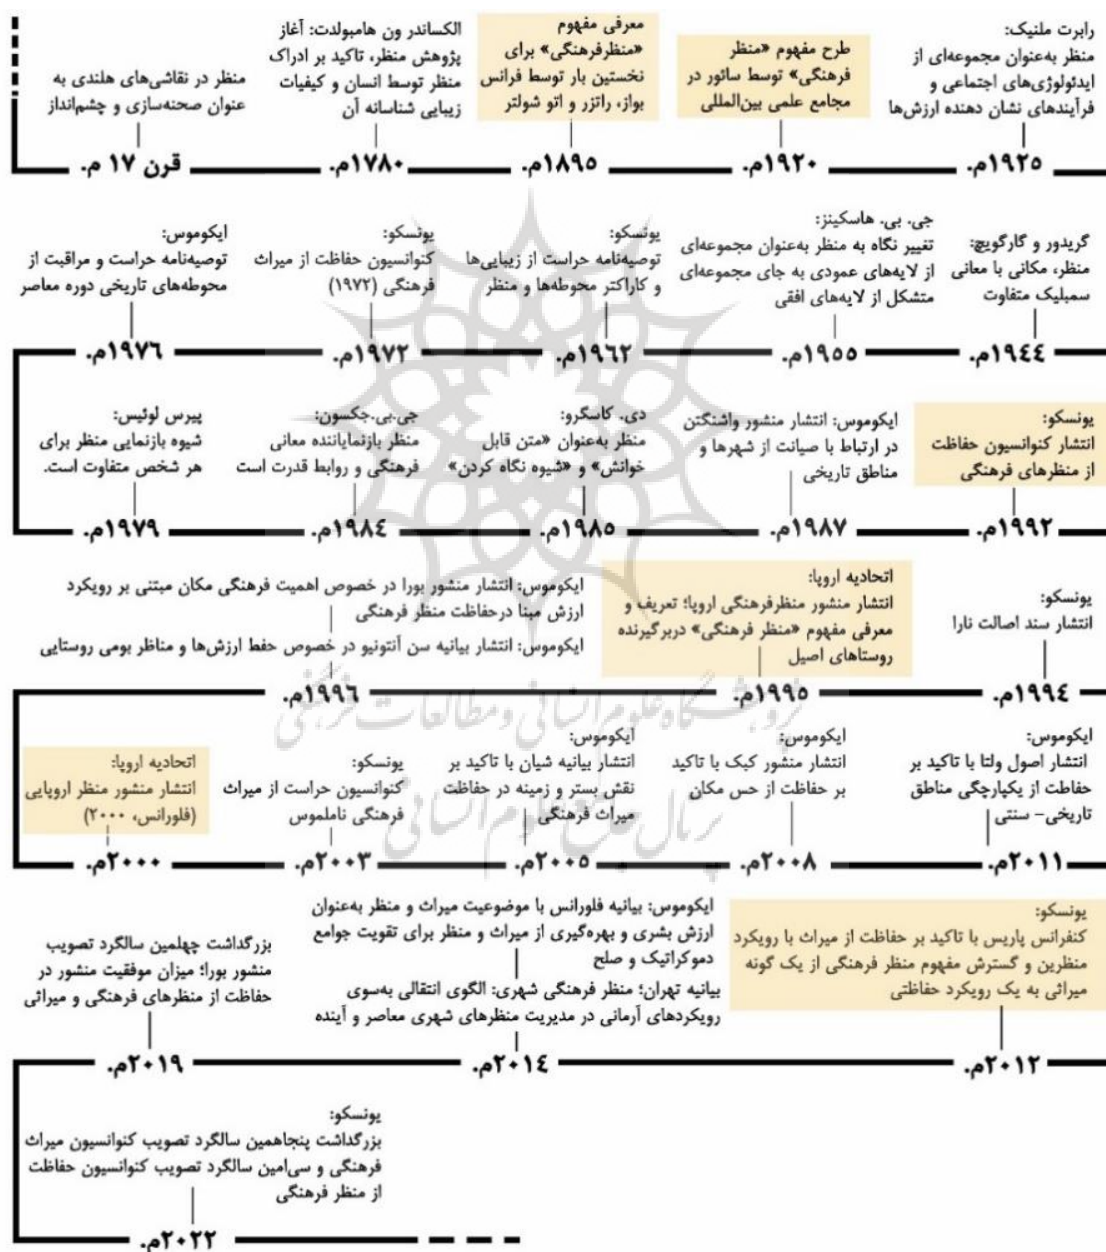 رابرت ملنیک:
منظر به‌عنوان مجموعه‌ای از
ایدئولوژی‌های اجتماعی و
فرآیندهای نشان دهنده ارزش‌ها
۱۹۲۵م.
طرح مفهوم «منظر
فرهنگی» توسط سائور در
مجامع علمی بین‌المللی
۱۹۲۰م.
معرفی مفهوم
«منظرفرهنگی» برای
نخستین بار توسط فرانس
بواز، راتزر و اتو شولتر
۱۸۹۵م.
الکساندر ون هامبولدت: آغاز
پژوهش منظر، تاکید بر ادراک
منظر توسط انسان و کیفیات
زیبایی شناسانه آن
۱۷۸۰م.
منظر در نقاشی‌های هلندی به
عنوان صحنه‌سازی و چشم‌انداز
قرن ۱۷ م.
گریدور و گارگویچ:
منظر، مکانی با معانی
سمبلیک متفاوت
۱۹۴۴م.
جی. بی. هاسکینز:
تغییر نگاه به منظر به‌عنوان مجموعه‌ای
از لایه‌های عمودی به جای مجموعه‌ای
متشکل از لایه‌های افقی
۱۹۵۵م.
یونسکو:
توصیه‌نامه حراست از زیبایی‌ها
و کاراکتر محوطه‌ها و منظر
۱۹۶۲م.
یونسکو:
کنوانسیون حفاظت از میراث
فرهنگی (۱۹۷۲)
۱۹۷۲م.
ایکوموس:
توصیه‌نامه حراست و مراقبت از
محوطه‌های تاریخی دوره معاصر
۱۹۷۶م.
یونسکو:
انتشار کنوانسیون حفاظت
از منظرهای فرهنگی
۱۹۹۲م.
ایکوموس: انتشار منشور واشنگتن
در ارتباط با صیانت از شهرها و
مناطق تاریخی
۱۹۸۷م.
دی. کاسگرو:
منظر به‌عنوان «متن قابل
خوانش» و «شیوه نگاه کردن»
۱۹۸۵م.
جی.بی.جکسون:
منظر بازنمایاننده معانی
فرهنگی و روابط قدرت است
۱۹۸۴م.
پیرس لوئیس:
شیوه بازنمایی منظر برای
هر شخص متفاوت است.
۱۹۷۹م.
یونسکو:
انتشار سند اصالت نارا
۱۹۹۴م.
اتحادیه اروپا:
انتشار منشور منظرفرهنگی اروپا؛ تعریف و
معرفی مفهوم «منظر فرهنگی» دربرگیرنده
روستاهای اصیل
۱۹۹۵م.
ایکوموس: انتشار منشور بورا در خصوص اهمیت فرهنگی مکان مبتنی بر رویکرد
ارزش مبنا درحفاظت منظر فرهنگی
ایکوموس: انتشار بیانیه سن آنتونیو در خصوص حفط ارزش‌ها و مناظر بومی روستایی
۱۹۹۶م.
پژوهشگاه علوم انسانی و مطالعات فرهنگی
ایکوموس:
انتشار اصول ولتا با تاکید بر
حفاظت از یکپارچگی مناطق
تاریخی- سنتی
۲۰۱۱م.
ایکوموس:
انتشار منشور کبک با تاکید
بر حفاظت از حس مکان
۲۰۰۸م.
ایکوموس:
انتشار بیانیه شیان با تاکید بر
نقش بستر و زمینه در حفاظت
میراث فرهنگی
۲۰۰۵م.
یونسکو:
کنوانسیون حراست از میراث
فرهنگی ناملموس
۲۰۰۳م.
اتحادیه اروپا:
انتشار منشور منظر اروپایی
(فلورانس، ۲۰۰۰)
۲۰۰۰م.
پرتال جامع علوم انسانی
یونسکو:
کنفرانس پاریس با تاکید بر حفاظت از میراث با رویکرد
منظرین و گسترش مفهوم منظر فرهنگی از یک گونه
میراثی به یک رویکرد حفاظتی
۲۰۱۲م.
ایکوموس: بیانیه فلورانس با موضوعیت میراث و منظر به‌عنوان
ارزش بشری و بهره‌گیری از میراث و منظر برای تقویت جوامع
دموکراتیک و صلح
بیانیه تهران؛ منظر فرهنگی شهری: الگوی انتقالی به‌سوی
رویکردهای آرمانی در مدیریت منظرهای شهری معاصر و آینده
۲۰۱۴م.
بزرگداشت چهلمین سالگرد تصویب
منشور بورا؛ میزان موفقیت منشور در
حفاظت از منظرهای فرهنگی و میراثی
۲۰۱۹م.
یونسکو:
بزرگداشت پنجاهمین سالگرد تصویب کنوانسیون میراث
فرهنگی و سی‌امین سالگرد تصویب کنوانسیون حفاظت
از منظر فرهنگی
۲۰۲۲م.